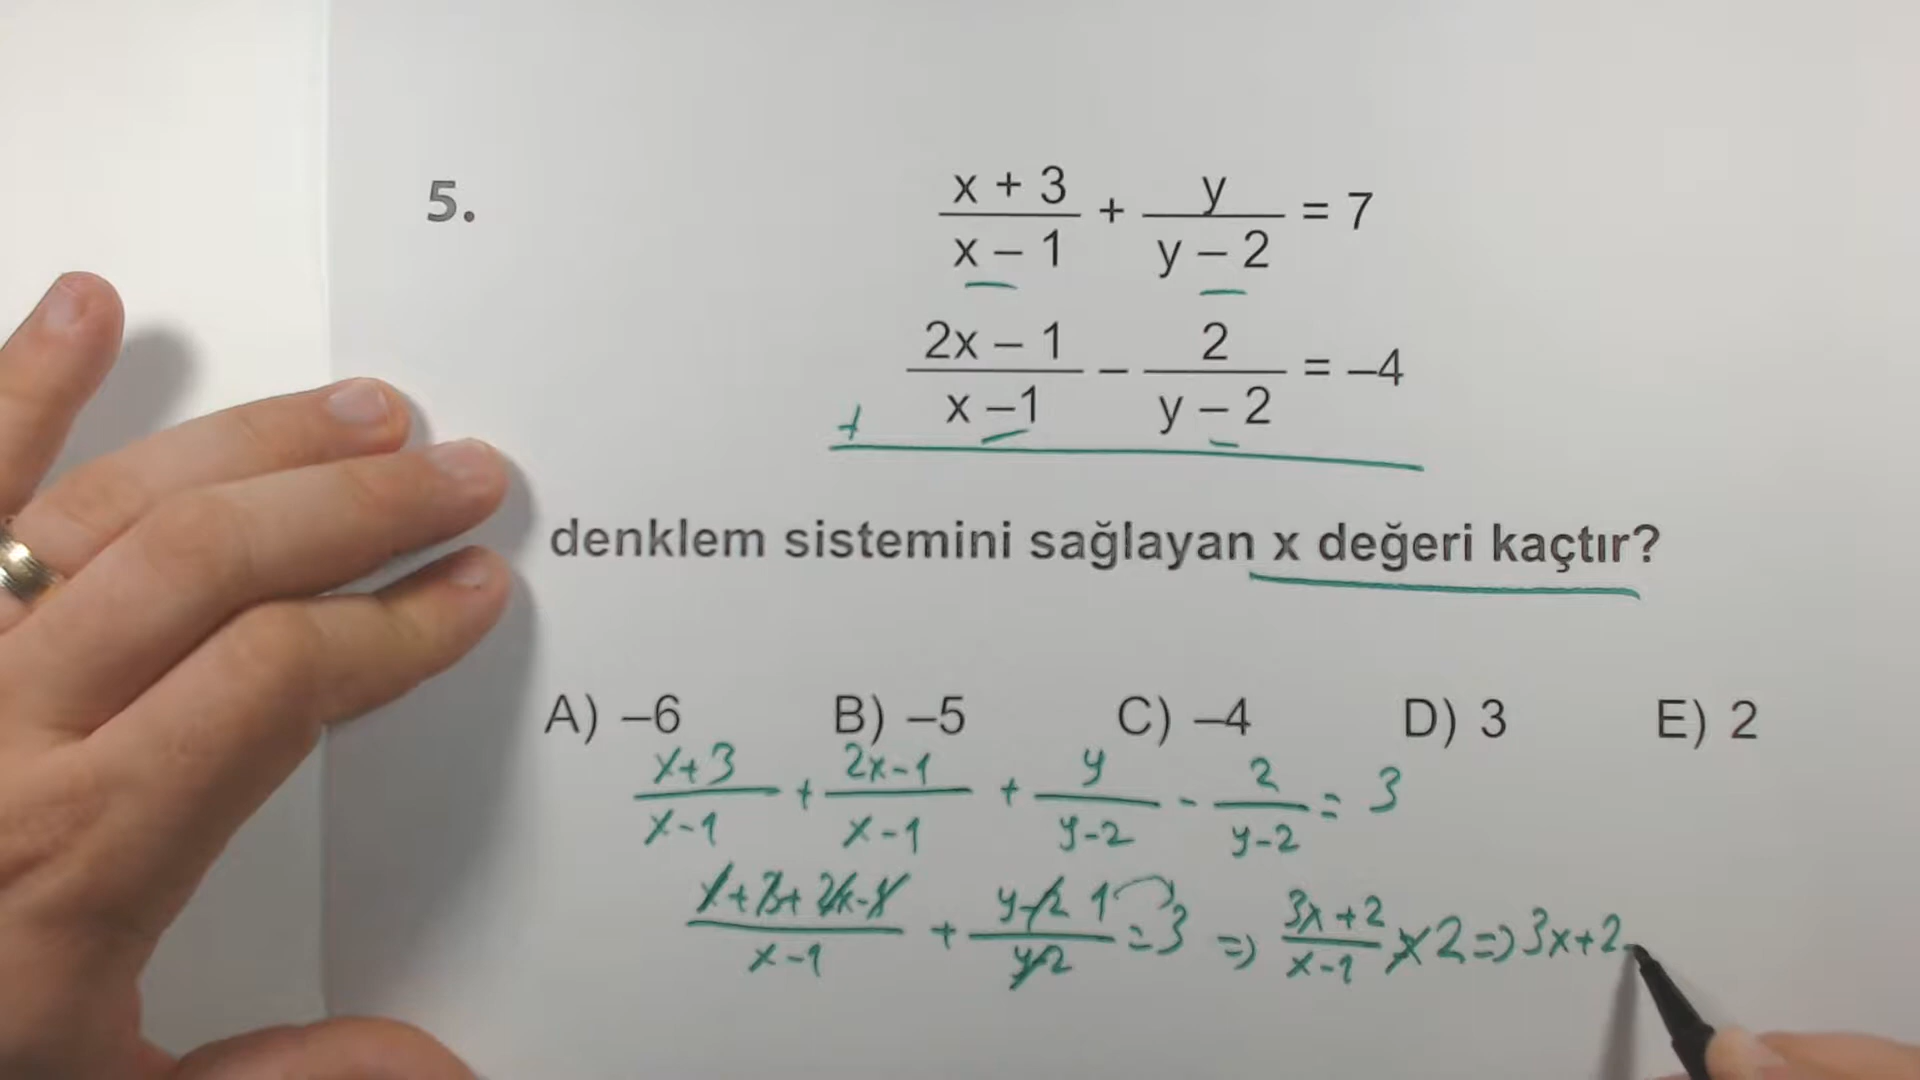 5.
x + 3 / x – 1 + y / y – 2 = 7
2x – 1 / x – 1 – 2 / y – 2 = –4
+
denklem sistemini sağlayan x değeri kaçtır?
A) –6 B) –5 C) –4 D) 3 E) 2
x+3 / x-1 + 2x-1 / x-1 + y / y-2 - 2 / y-2 = 3
x+3+2x-1 / x-1 + y-2 / y-2 1 = 3 => 3x+2 / x-1 = 2 => 3x+2